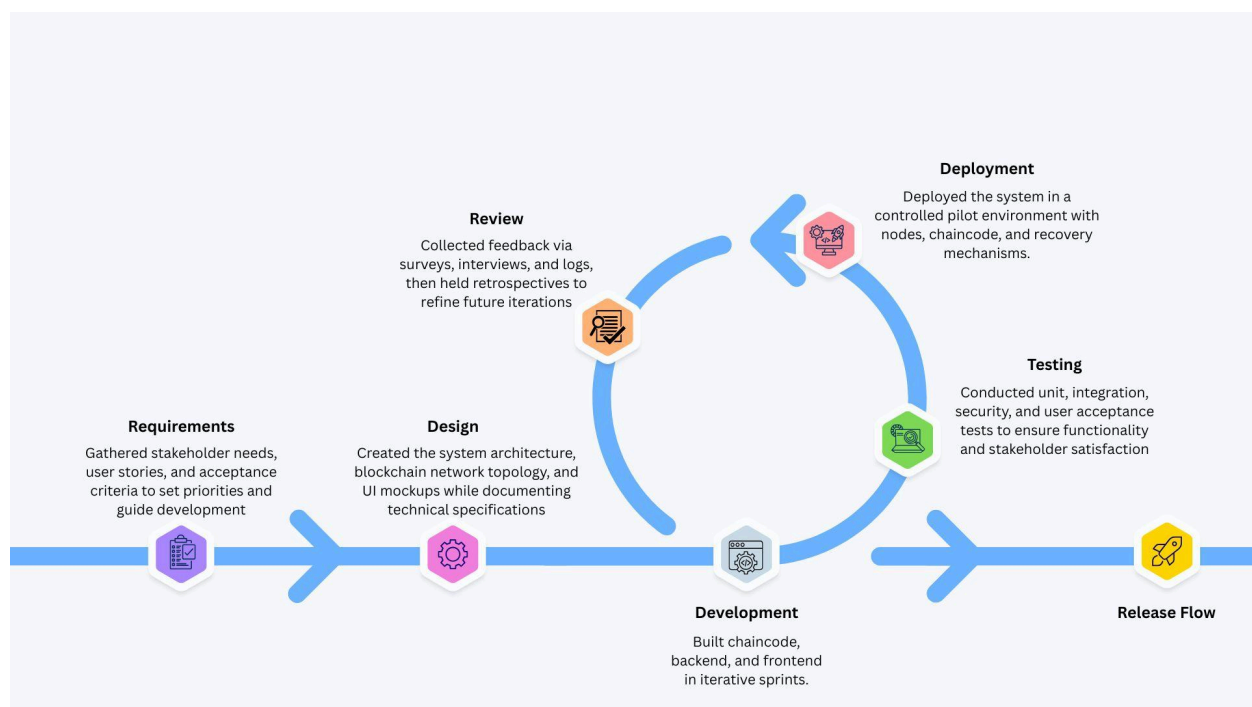 Deployment
Deployed the system in a
controlled pilot environment with
nodes, chaincode, and recovery
mechanisms.
Review
Collected feedback via
surveys, interviews, and logs,
then held retrospectives to
refine future iterations
Testing
Conducted unit, integration,
security, and user acceptance
tests to ensure functionality
and stakeholder satisfaction
Requirements
Gathered stakeholder needs,
user stories, and acceptance
criteria to set priorities and
guide development
Design
Created the system architecture,
blockchain network topology, and
UI mockups while documenting
technical specifications
Development
Built chaincode,
backend, and frontend
in iterative sprints.
Release Flow